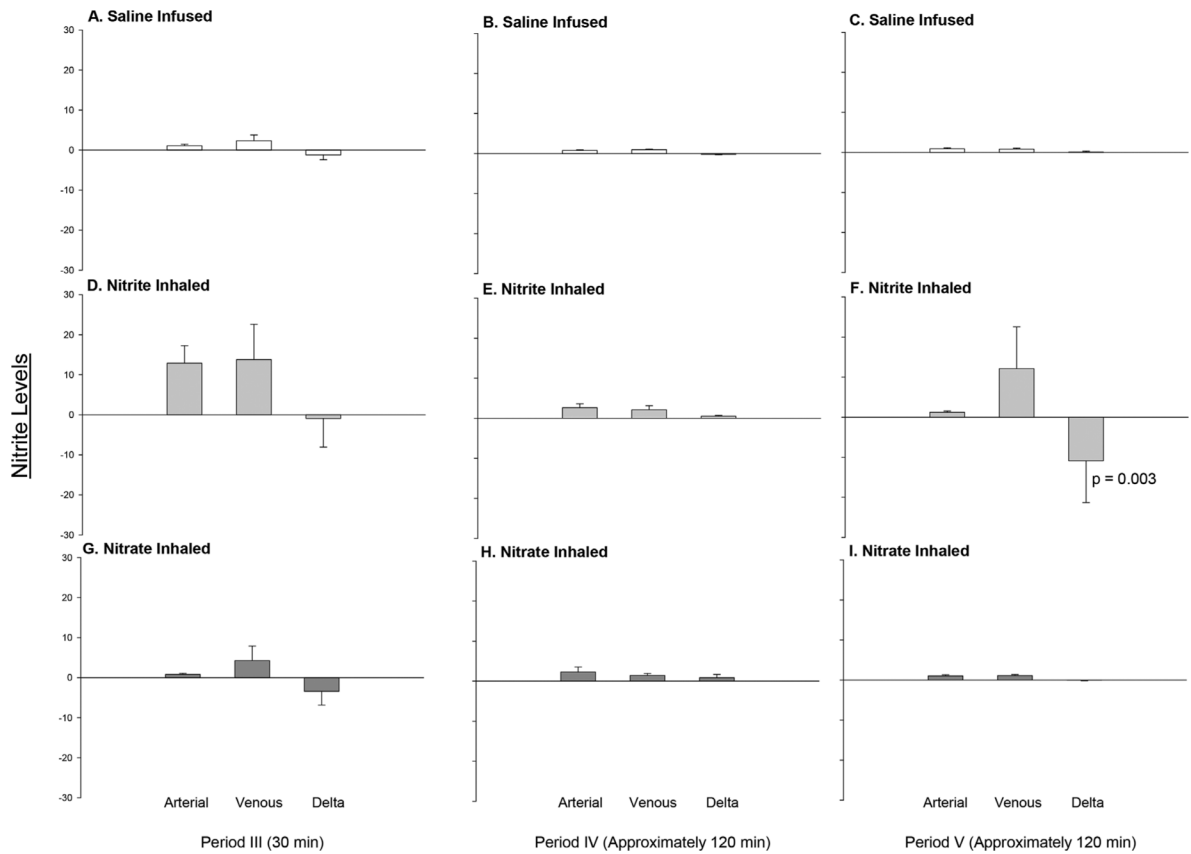 A. Saline Infused
B. Saline Infused
C. Saline Infused
30
20
10
0
-10
-20
-30
D. Nitrite Inhaled
E. Nitrite Inhaled
F. Nitrite Inhaled
30
20
10
0
-10
-20
-30
p = 0.003
Nitrite Levels
G. Nitrate Inhaled
H. Nitrate Inhaled
I. Nitrate Inhaled
30
20
10
0
-10
-20
-30
Arterial Venous Delta
Arterial Venous Delta
Arterial Venous Delta
Period III (30 min)
Period IV (Approximately 120 min)
Period V (Approximately 120 min)